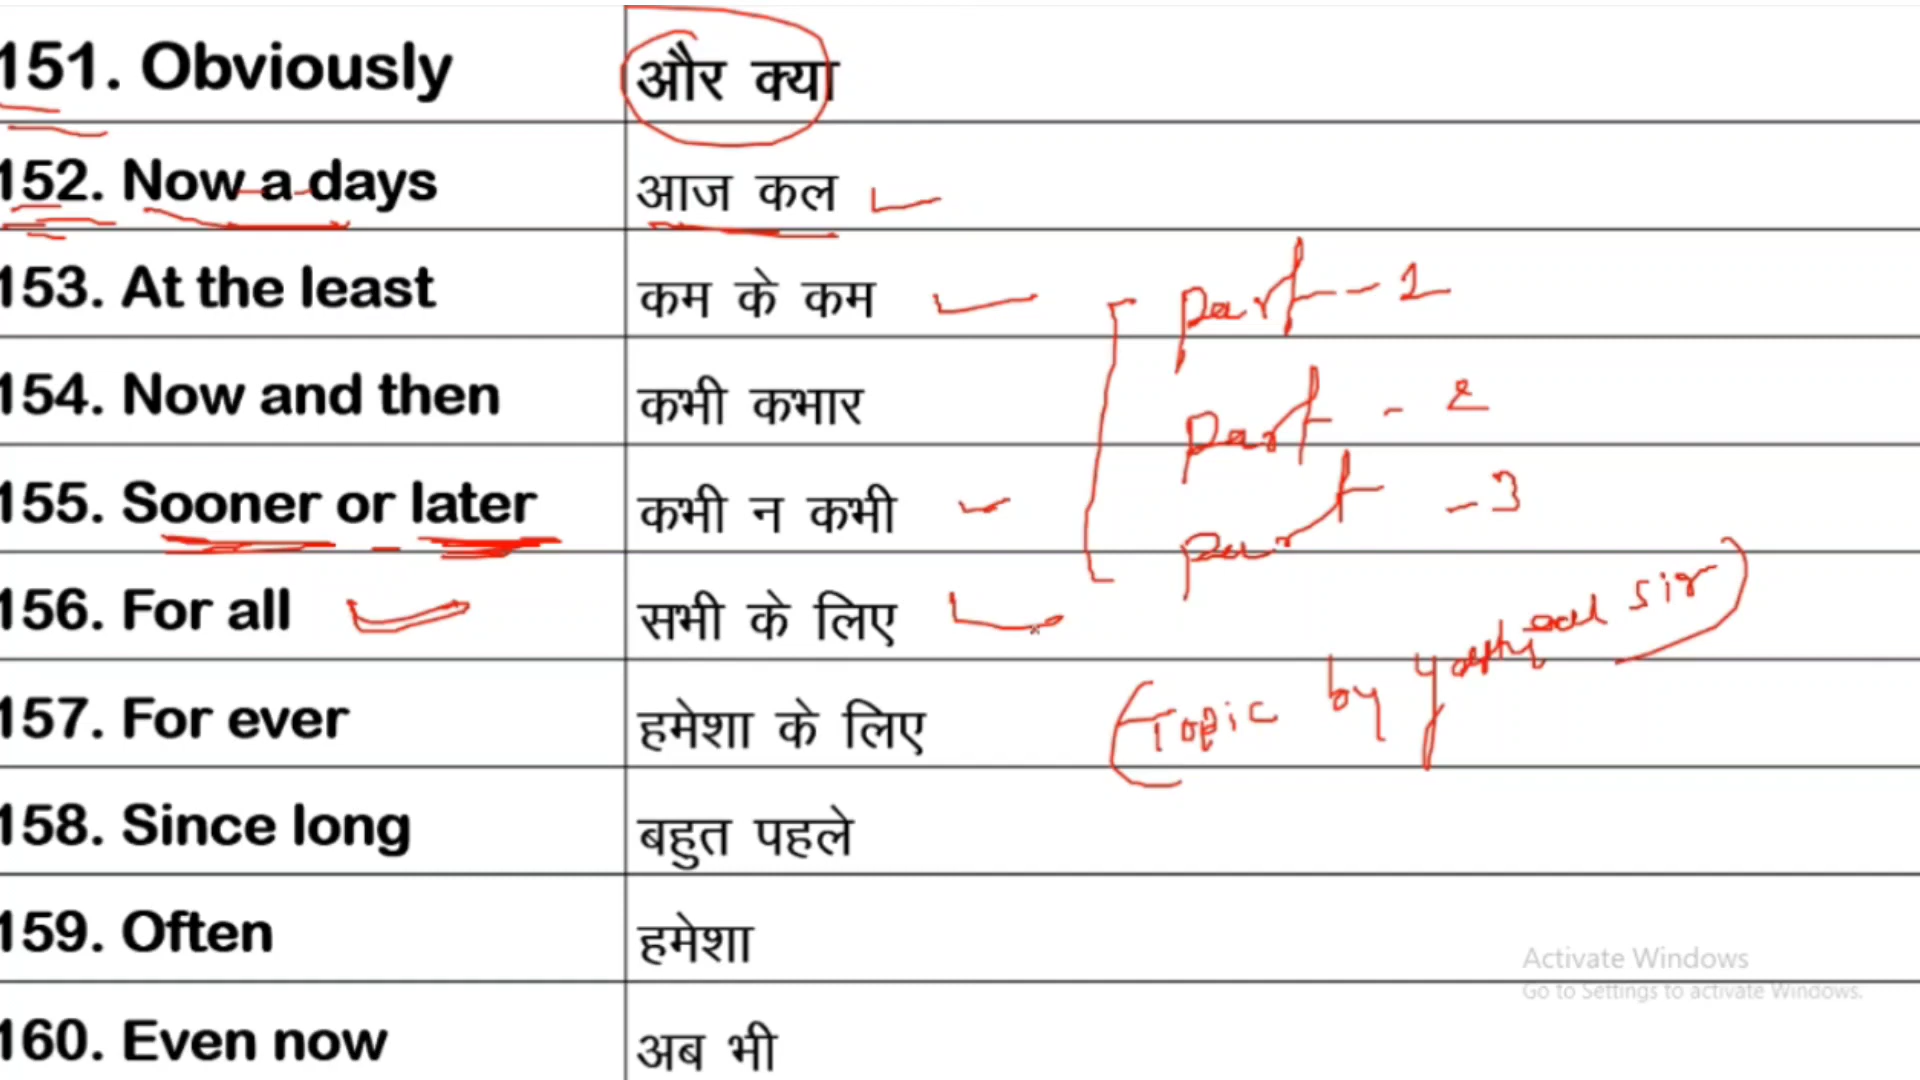 151. Obviously और क्या
152. Now a days आज कल
153. At the least कम के कम
part - 1
154. Now and then कभी कभार
part - 2
155. Sooner or later कभी न कभी
part - 3
156. For all सभी के लिए
157. For ever हमेशा के लिए
(Topic by sir)
158. Since long बहुत पहले
159. Often हमेशा
160. Even now अब भी
Activate Windows
Go to Settings to activate Windows.